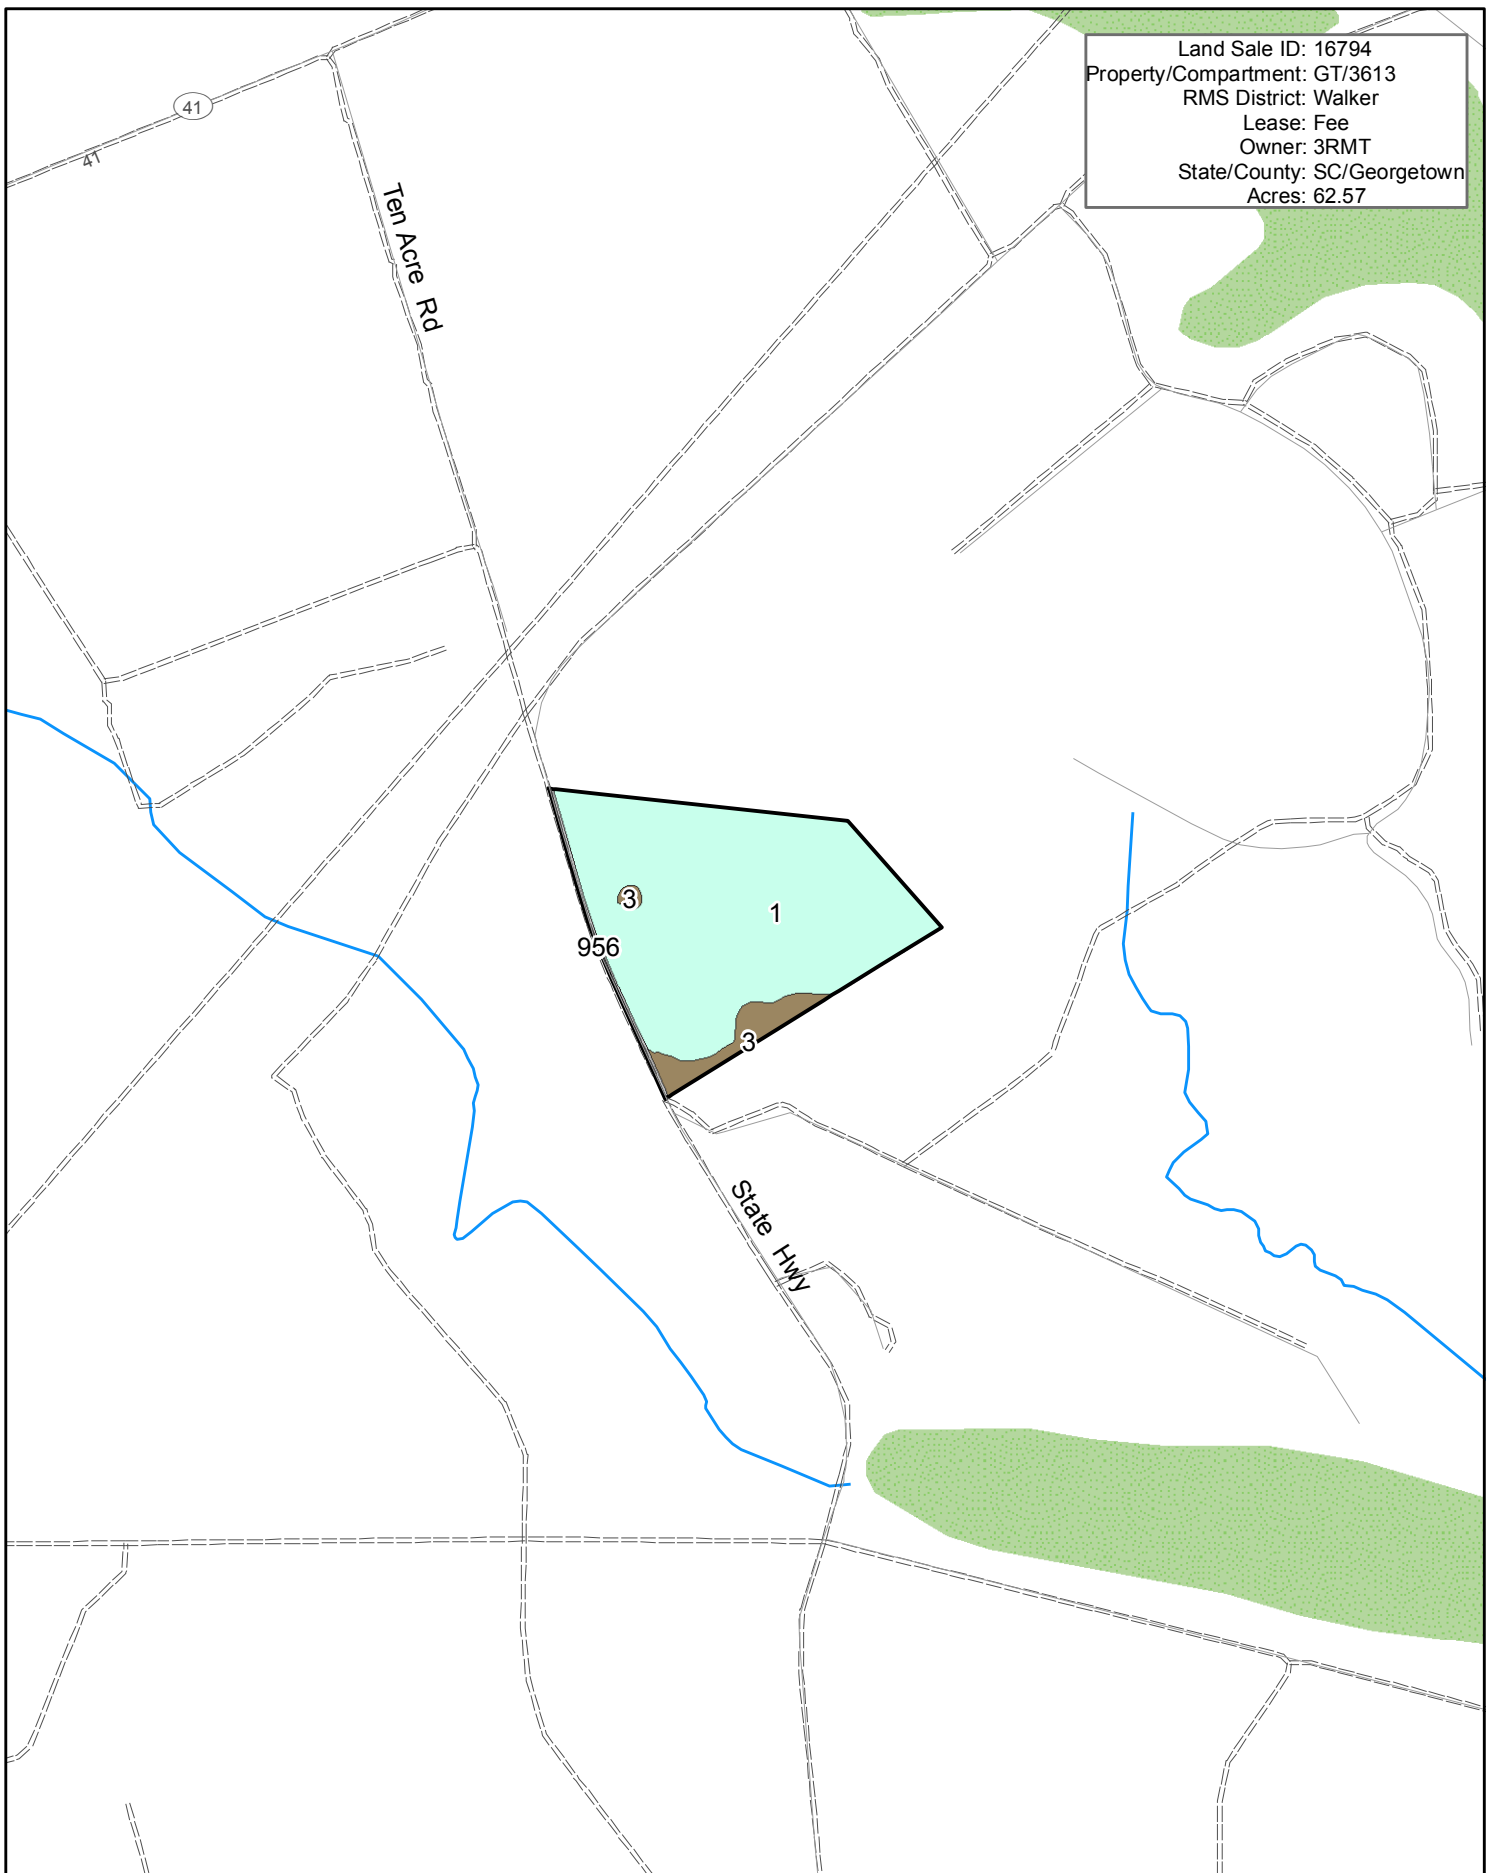 Land Sale ID: 16794
Property/Compartment: GT/3613
RMS District: Walker
Lease: Fee
Owner: 3RMT
State/County: SC/Georgetown
Acres: 62.57
41
41
Ten Acre Rd
3
1
956
3
State Hwy